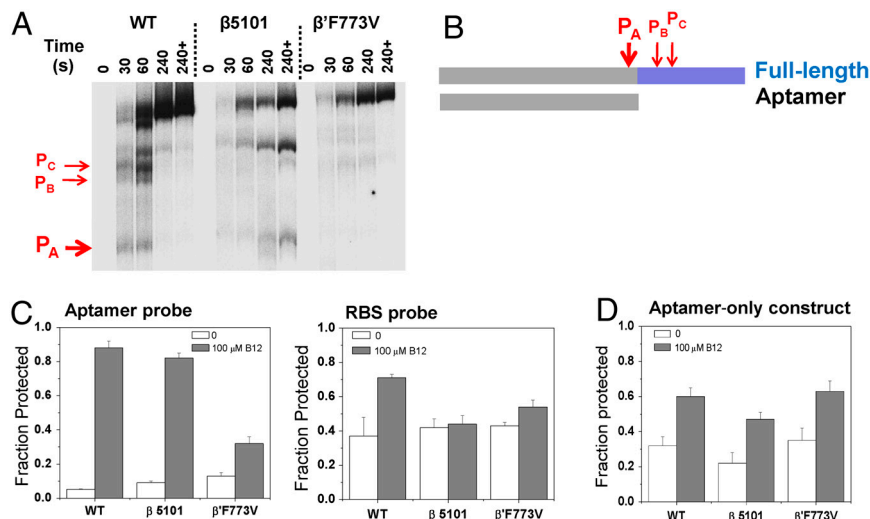 A
WT
β5101
β'F773V
Time
(s)
0
30
60
240
240+
0
30
60
240
240+
0
30
60
240
240+
PC
PB
PA
B
PA
PB
PC
Full-length
Aptamer
C
Aptamer probe
0
100 μM B12
Fraction Protected
1.0
0.8
0.6
0.4
0.2
0.0
WT
β 5101
β'F773V
RBS probe
0
100 μM B12
Fraction Protected
1.0
0.8
0.6
0.4
0.2
0.0
WT
β 5101
β'F773V
D
Aptamer-only construct
0
100 μM B12
Fraction Protected
0.8
0.6
0.4
0.2
0.0
WT
β 5101
β'F773V